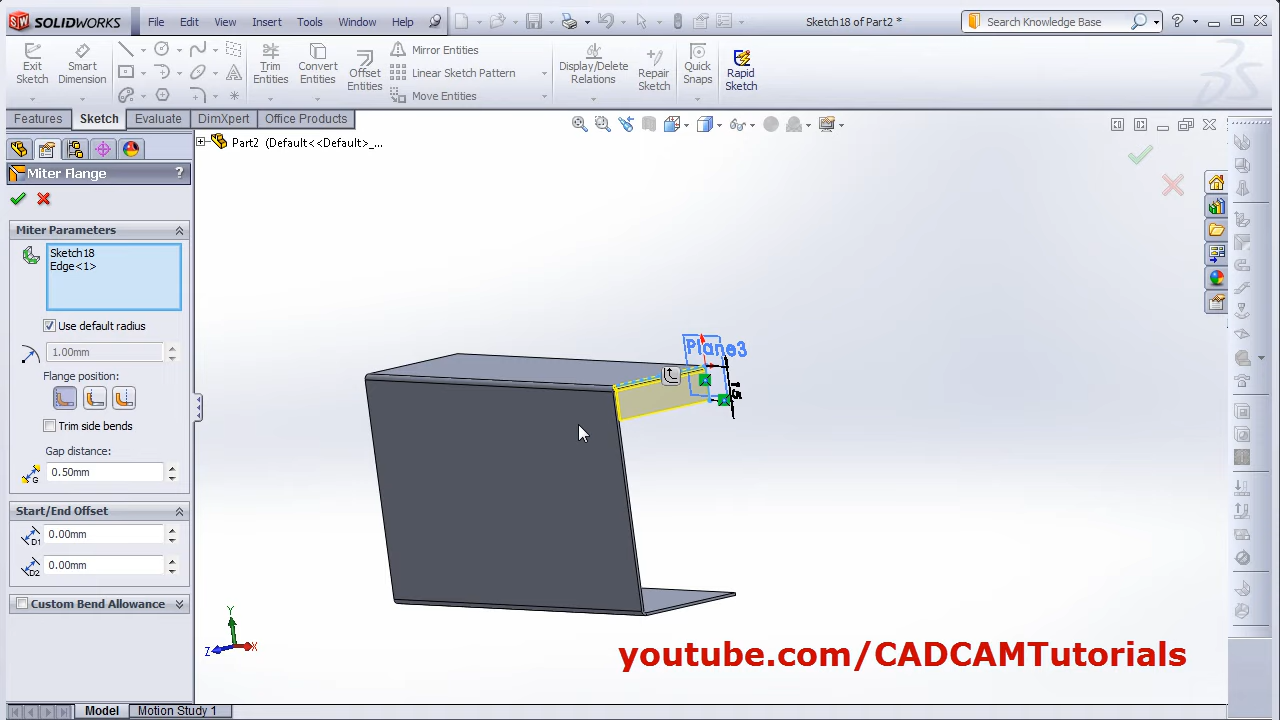 SOLIDWORKS File Edit View Insert Tools Window Help Sketch18 of Part2 * Search Knowledge Base ?
Exit Sketch
Smart Dimension
Trim Entities
Convert Entities
Offset Entities
Mirror Entities
Linear Sketch Pattern
Move Entities
Display/Delete Relations
Repair Sketch
Quick Snaps
Rapid Sketch
Features Sketch Evaluate DimXpert Office Products
Part2 (Default<<Default>_...
Miter Flange ?
Miter Parameters
Sketch18
Edge<1>
Use default radius
1.00mm
Flange position:
Trim side bends
Gap distance:
G 0.50mm
Start/End Offset
D1 0.00mm
D2 0.00mm
Custom Bend Allowance
Plane3
15
Y
Z X
youtube.com/CADCAMTutorials
Model Motion Study 1